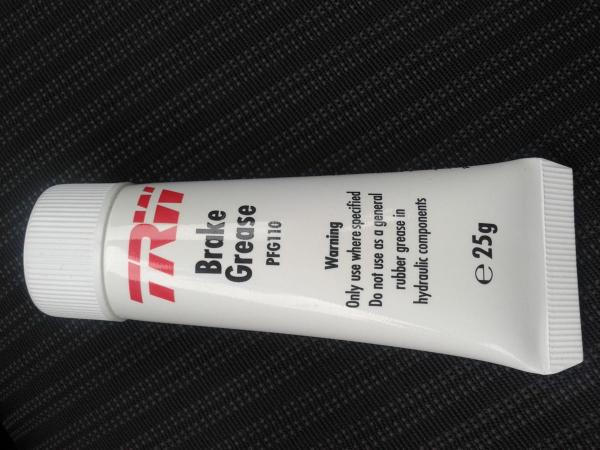 TRW
Brake
Grease
PFG110
Warning
Only use where specified
Do not use as a general
rubber grease in
hydraulic components
℮ 25g